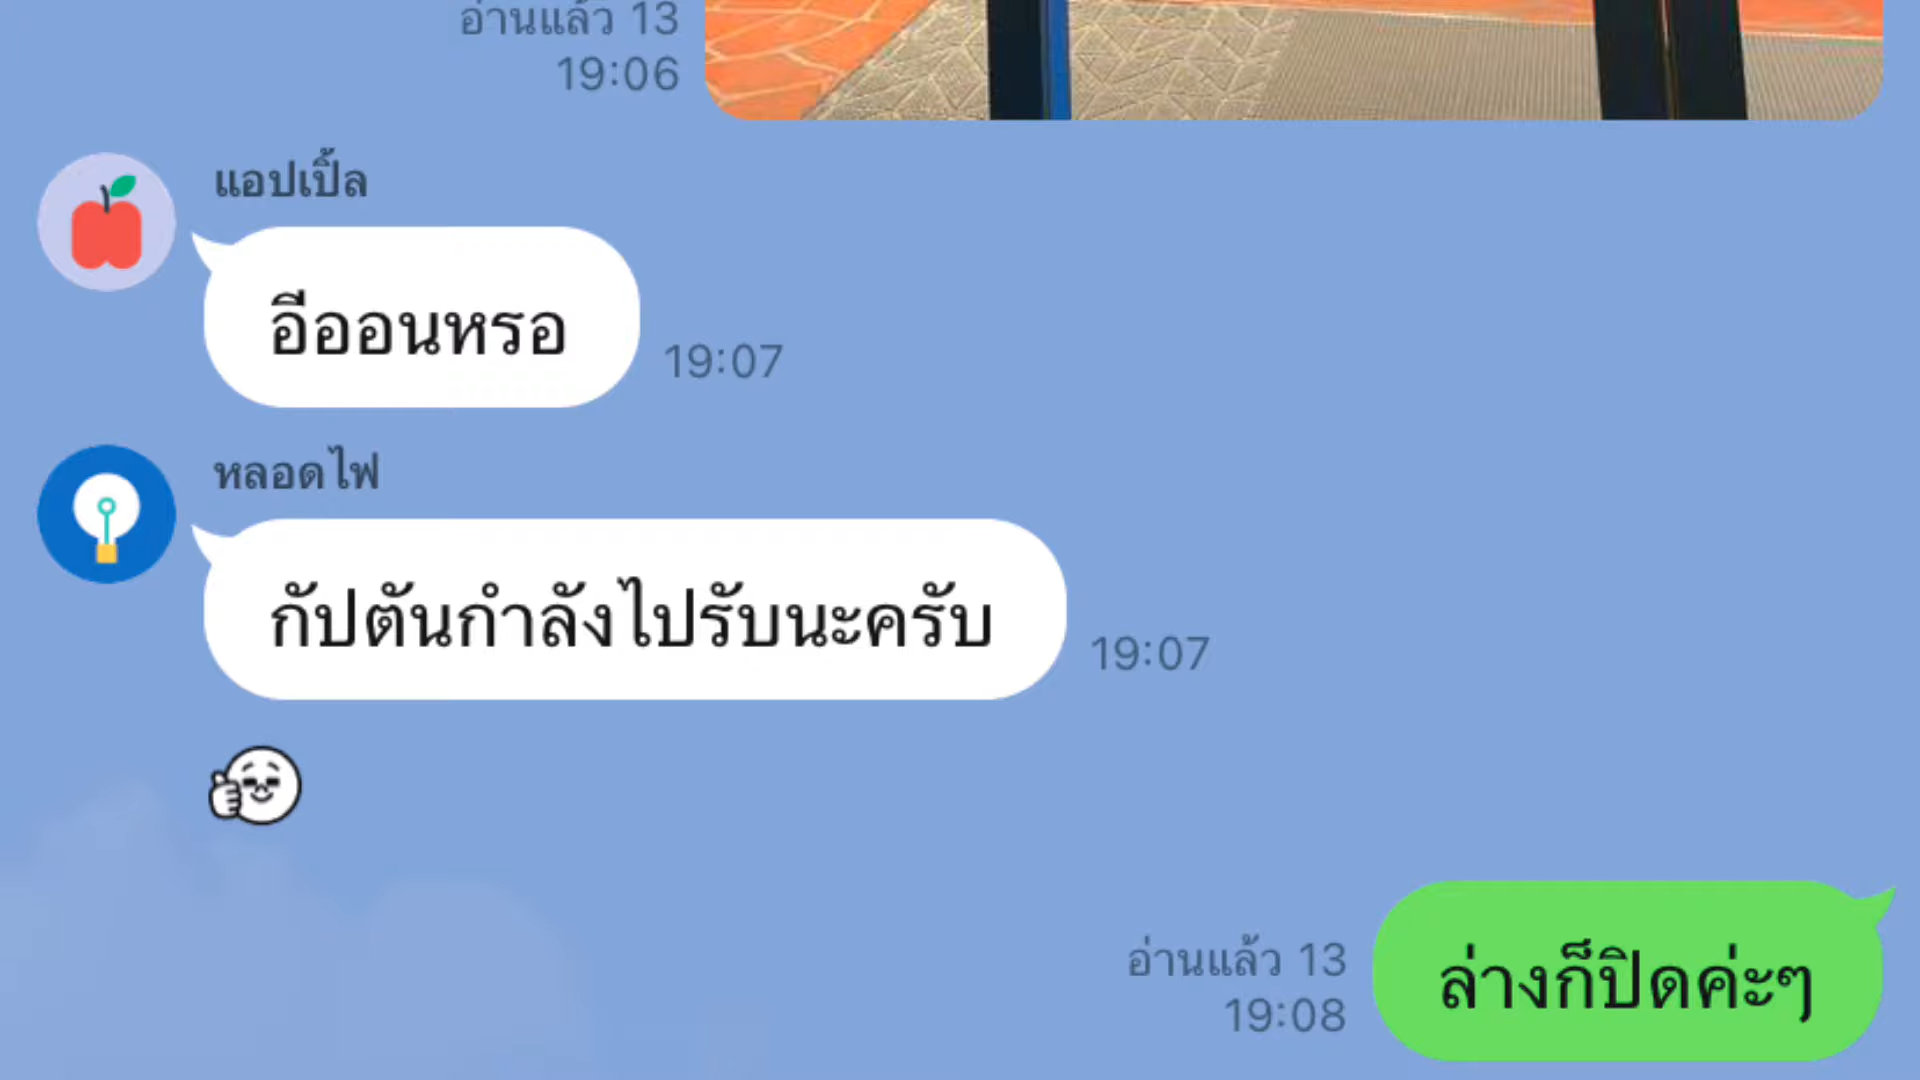 อ่านแล้ว 13
19:06
แอปเปิ้ล
อีออนหรอ
19:07
หลอดไฟ
กัปตันกำลังไปรับนะครับ
19:07
อ่านแล้ว 13
19:08
ล่างก็ปิดค่ะๆ